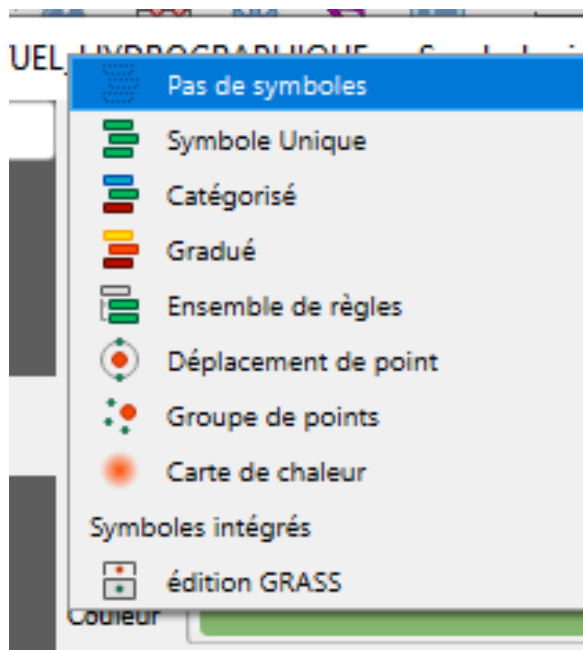 Pas de symboles
Symbole Unique
Catégorisé
Gradué
Ensemble de règles
Déplacement de point
Groupe de points
Carte de chaleur
Symboles intégrés
édition GRASS
Couleur